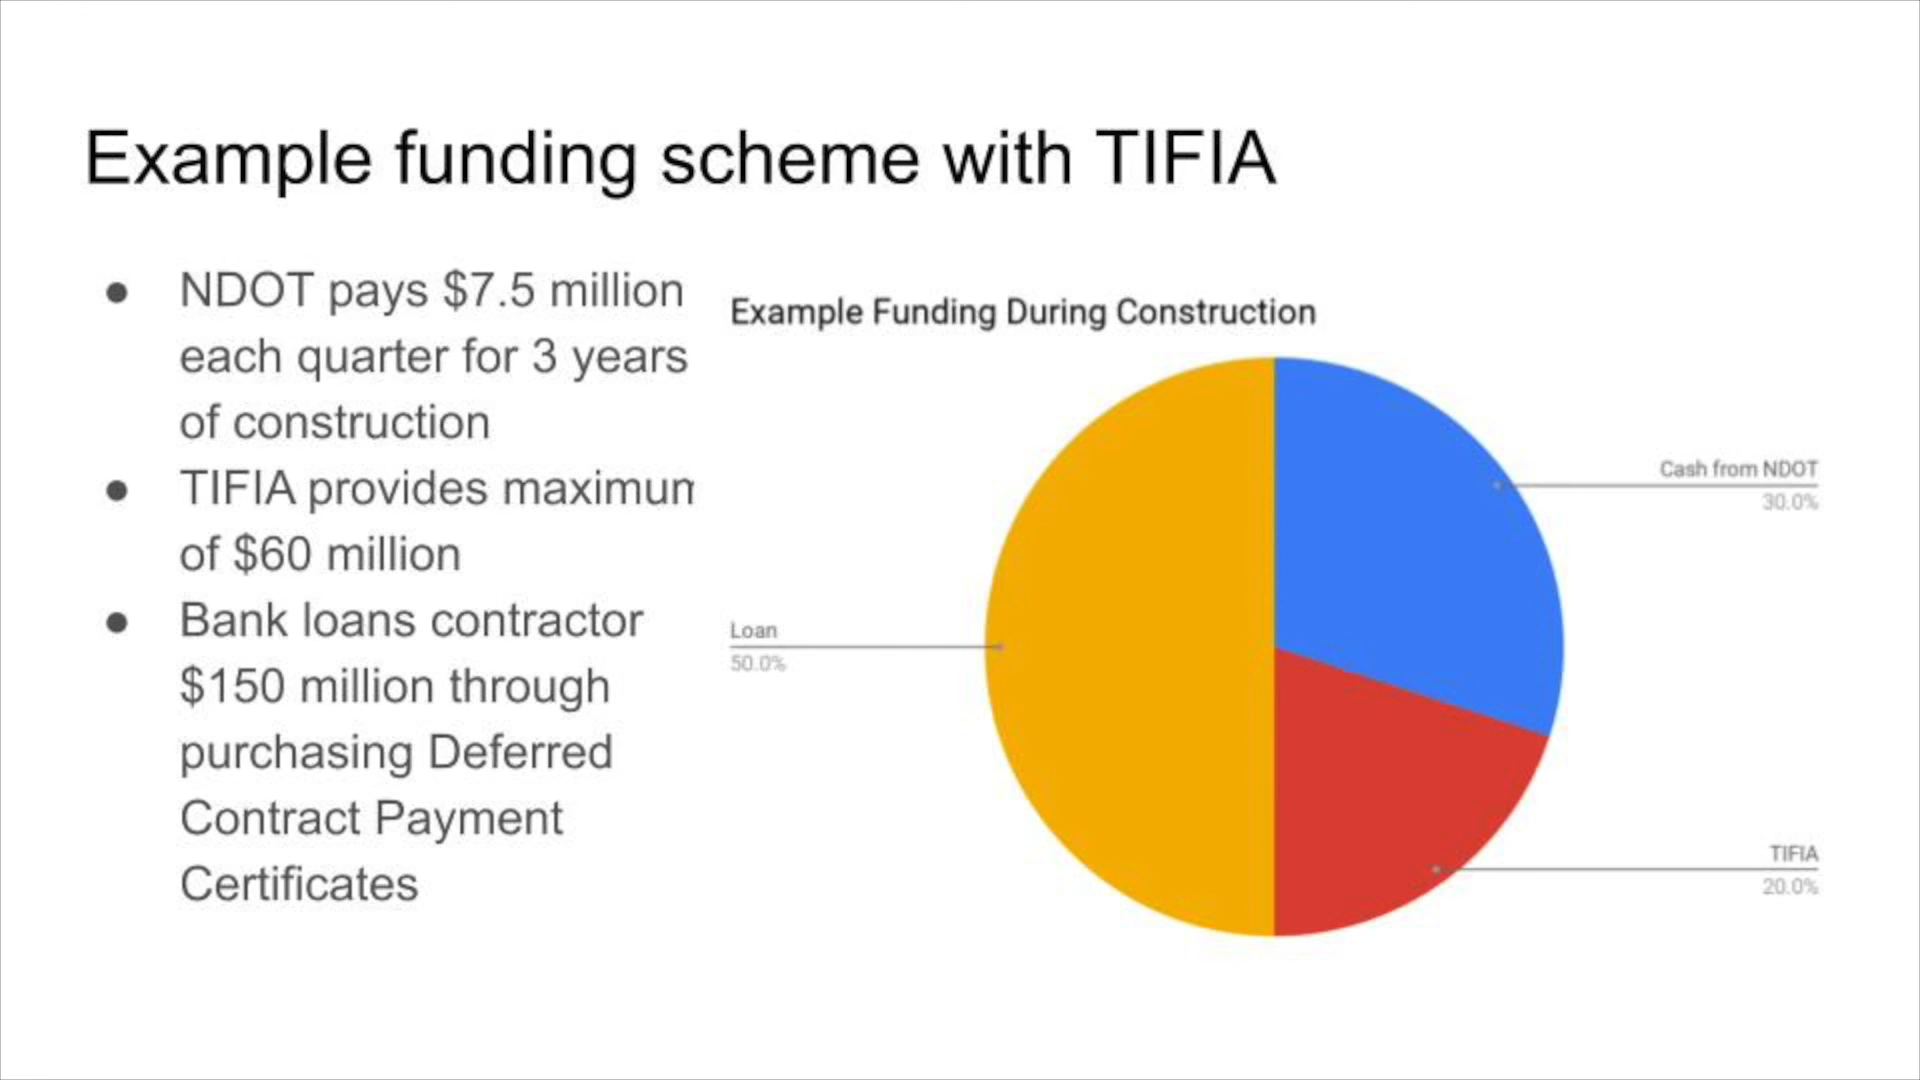 Example funding scheme with TIFIA
● NDOT pays $7.5 million
each quarter for 3 years
of construction
● TIFIA provides maximum
of $60 million
● Bank loans contractor
$150 million through
purchasing Deferred
Contract Payment
Certificates
Example Funding During Construction
Cash from NDOT
30.0%
Loan
50.0%
TIFIA
20.0%